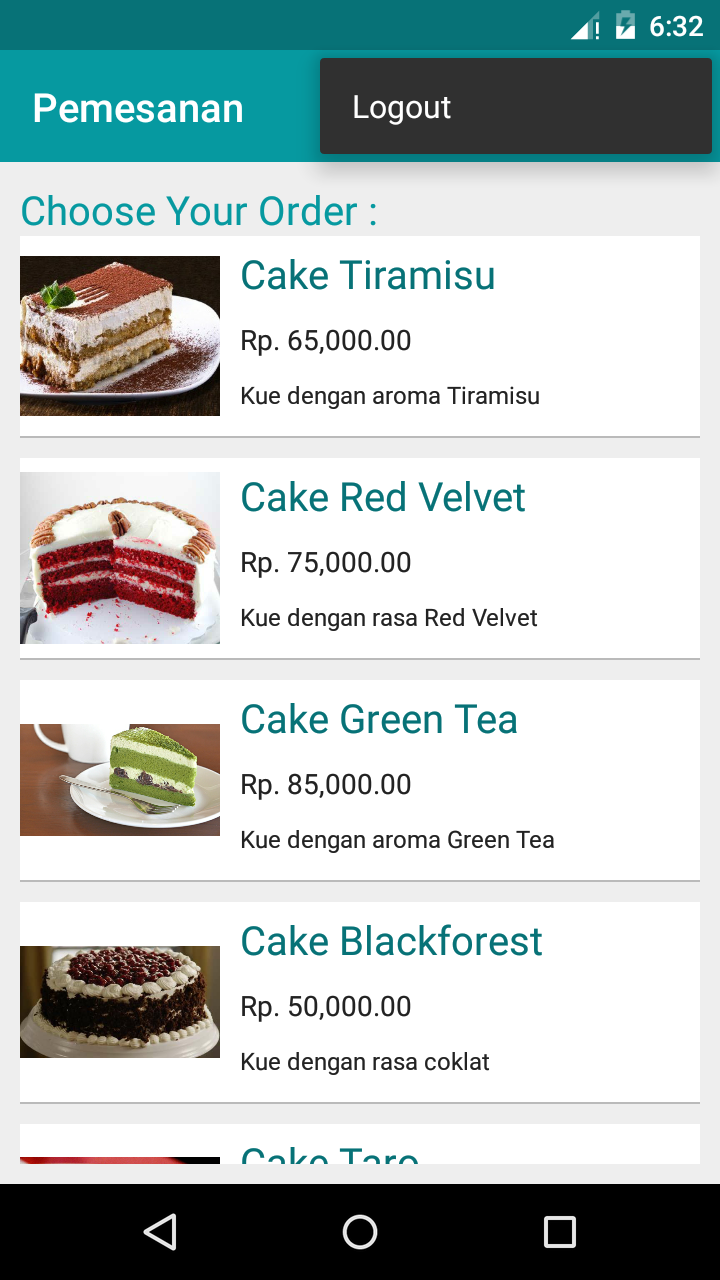 6:32
Pemesanan
Logout
Choose Your Order :
Cake Tiramisu
Rp. 65,000.00
Kue dengan aroma Tiramisu
Cake Red Velvet
Rp. 75,000.00
Kue dengan rasa Red Velvet
Cake Green Tea
Rp. 85,000.00
Kue dengan aroma Green Tea
Cake Blackforest
Rp. 50,000.00
Kue dengan rasa coklat
Cake Taro